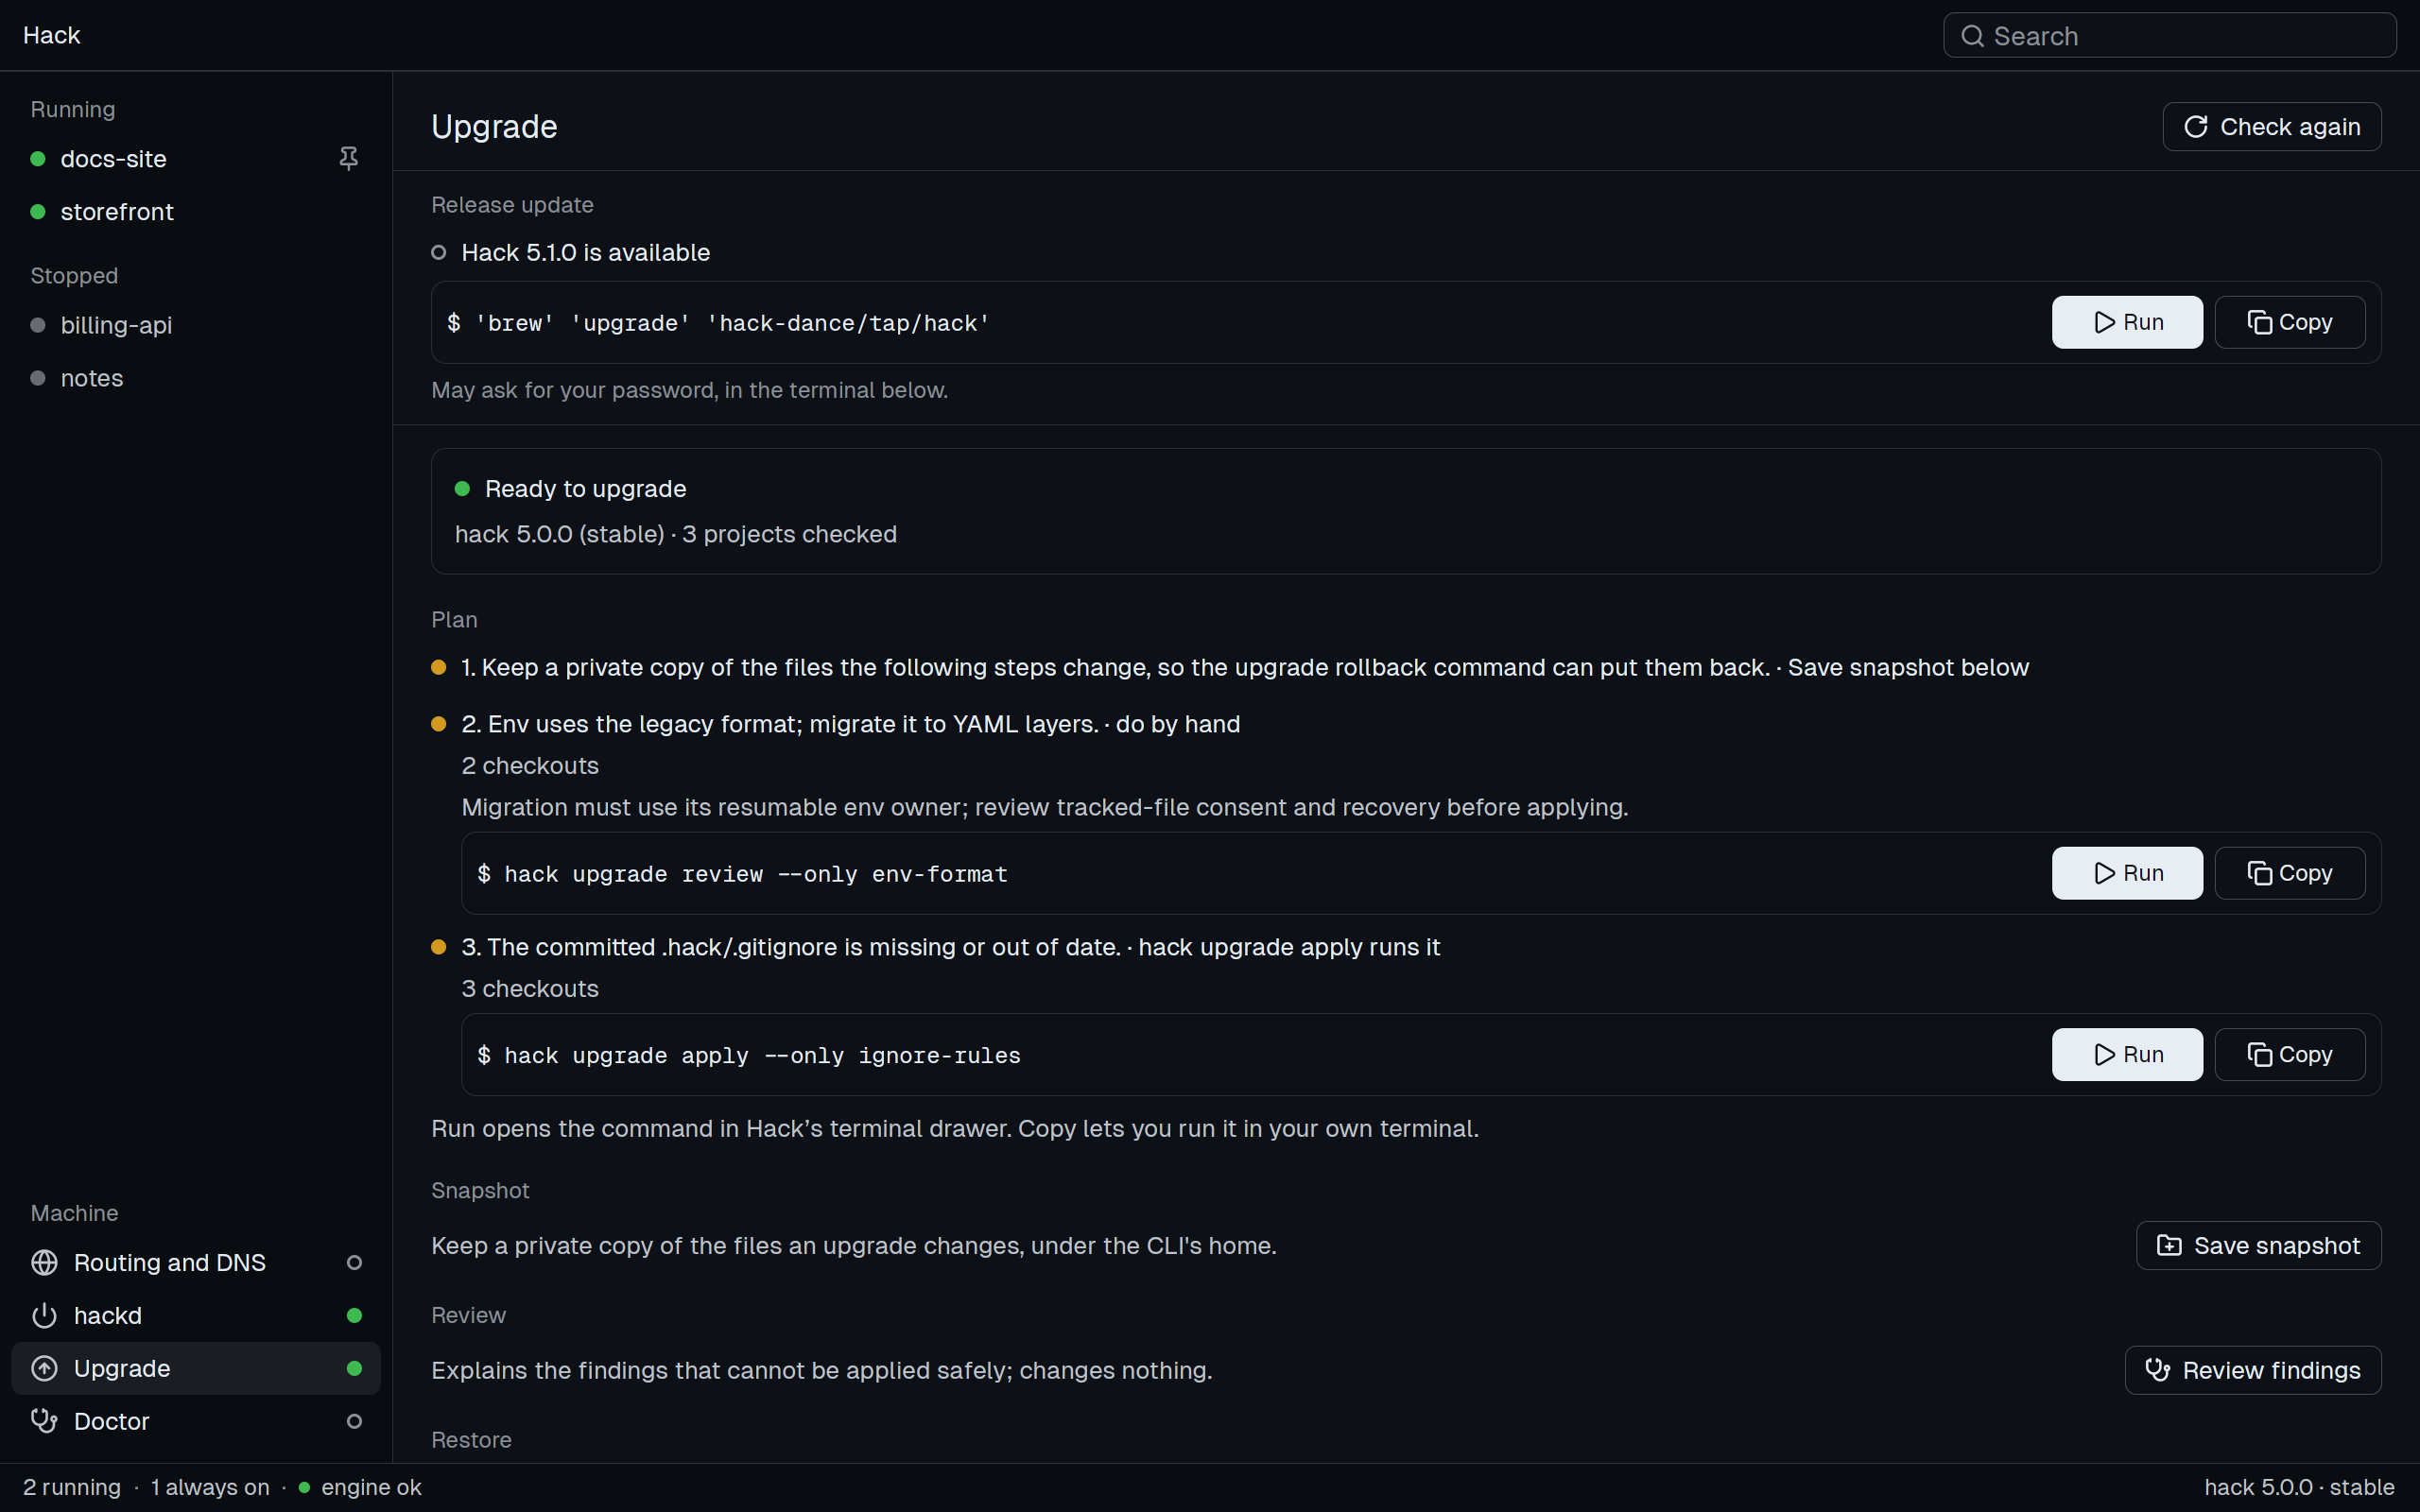 Hack
Search
Running
docs-site
storefront
Stopped
billing-api
notes
Machine
Routing and DNS
hackd
Upgrade
Doctor
Upgrade
Check again
Release update
Hack 5.1.0 is available
$ 'brew' 'upgrade' 'hack-dance/tap/hack'
Run
Copy
May ask for your password, in the terminal below.
Ready to upgrade
hack 5.0.0 (stable) · 3 projects checked
Plan
1. Keep a private copy of the files the following steps change, so the upgrade rollback command can put them back. · Save snapshot below
2. Env uses the legacy format; migrate it to YAML layers. · do by hand
2 checkouts
Migration must use its resumable env owner; review tracked-file consent and recovery before applying.
$ hack upgrade review --only env-format
Run
Copy
3. The committed .hack/.gitignore is missing or out of date. · hack upgrade apply runs it
3 checkouts
$ hack upgrade apply --only ignore-rules
Run
Copy
Run opens the command in Hack’s terminal drawer. Copy lets you run it in your own terminal.
Snapshot
Keep a private copy of the files an upgrade changes, under the CLI's home.
Save snapshot
Review
Explains the findings that cannot be applied safely; changes nothing.
Review findings
Restore
2 running · 1 always on · engine ok
hack 5.0.0 · stable